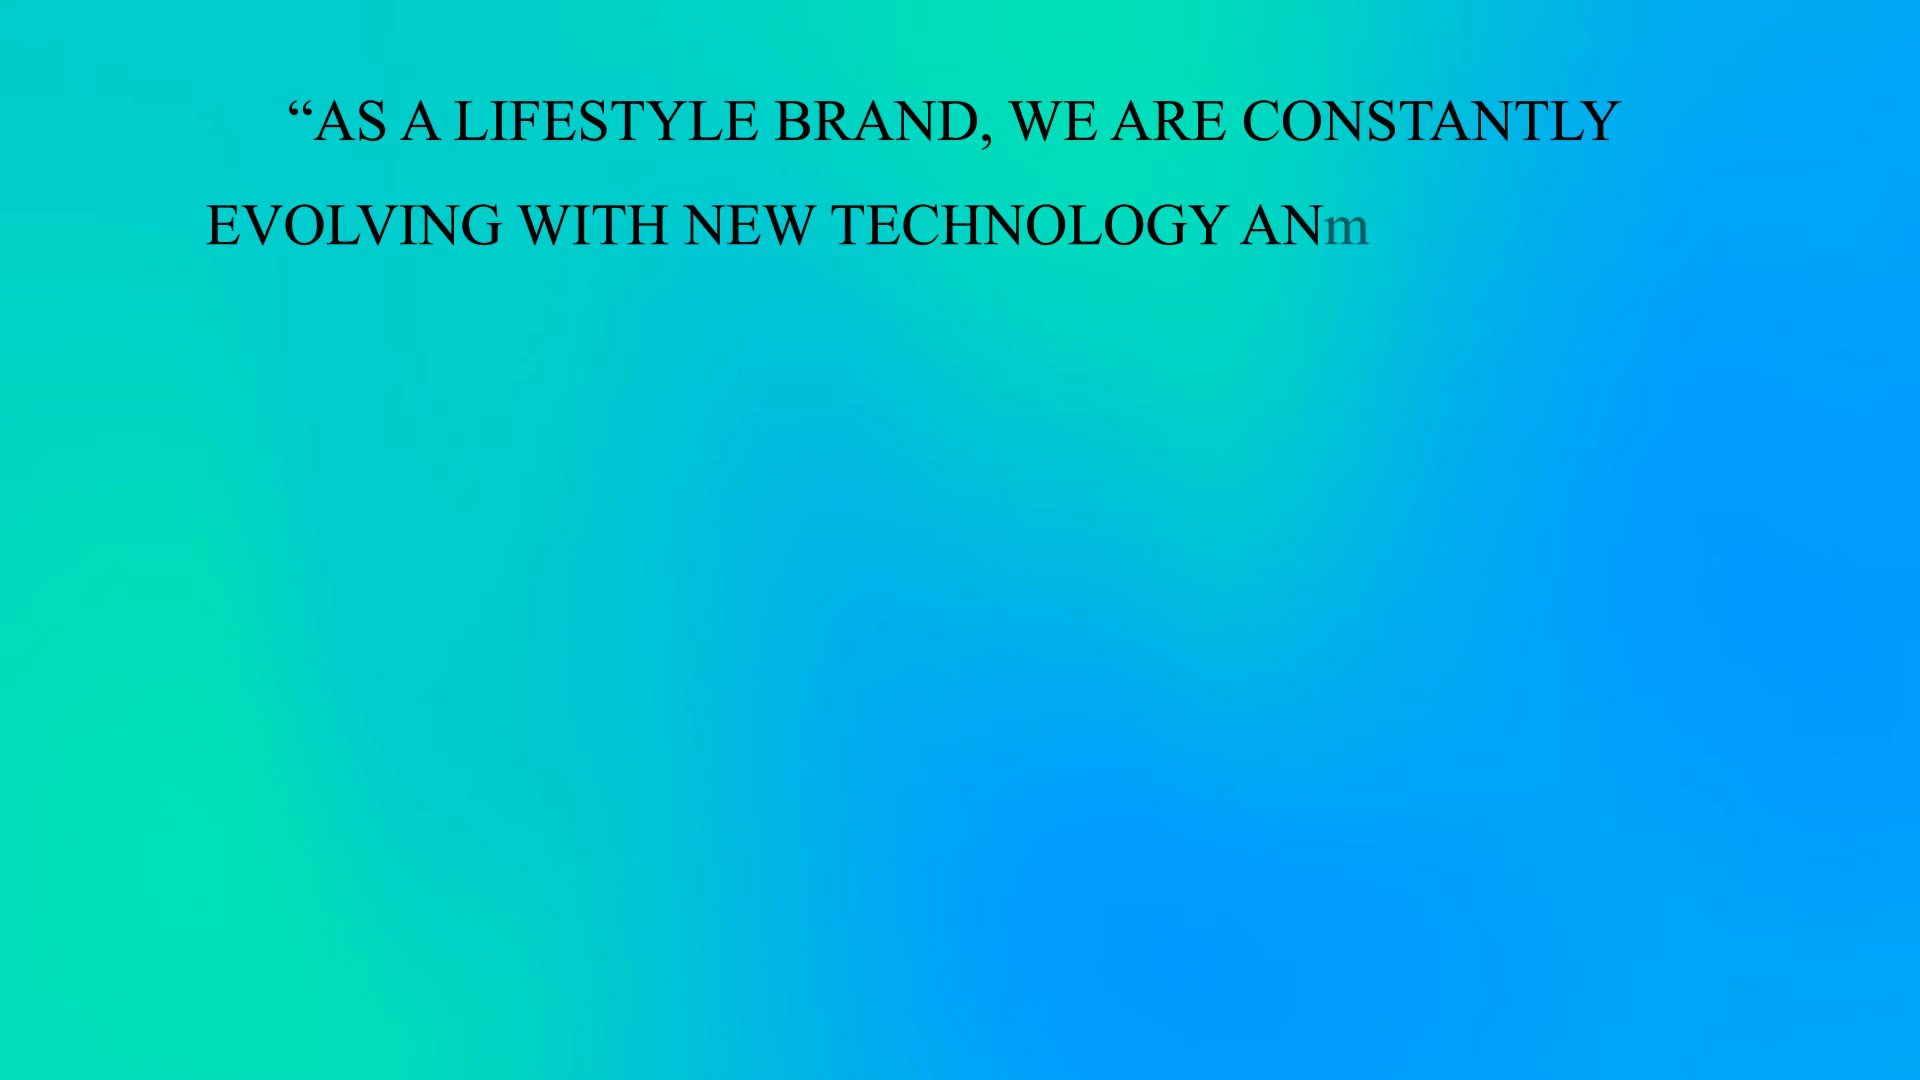 “AS A LIFESTYLE BRAND, WE ARE CONSTANTLY
EVOLVING WITH NEW TECHNOLOGY ANm